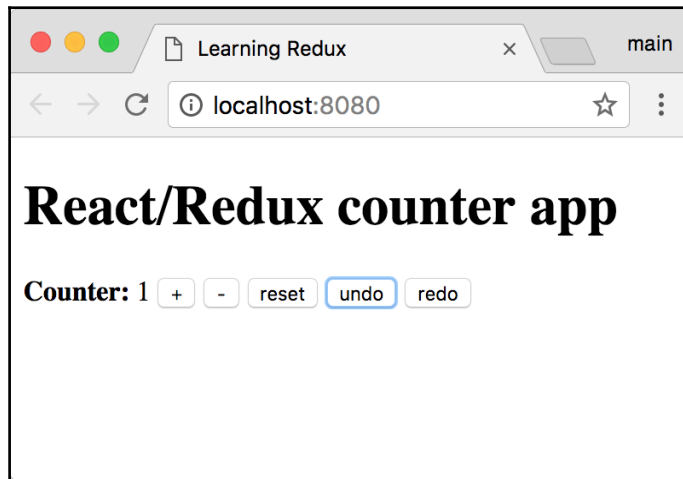 Learning Redux
main
localhost:8080
React/Redux counter app
Counter: 1 + - reset undo redo